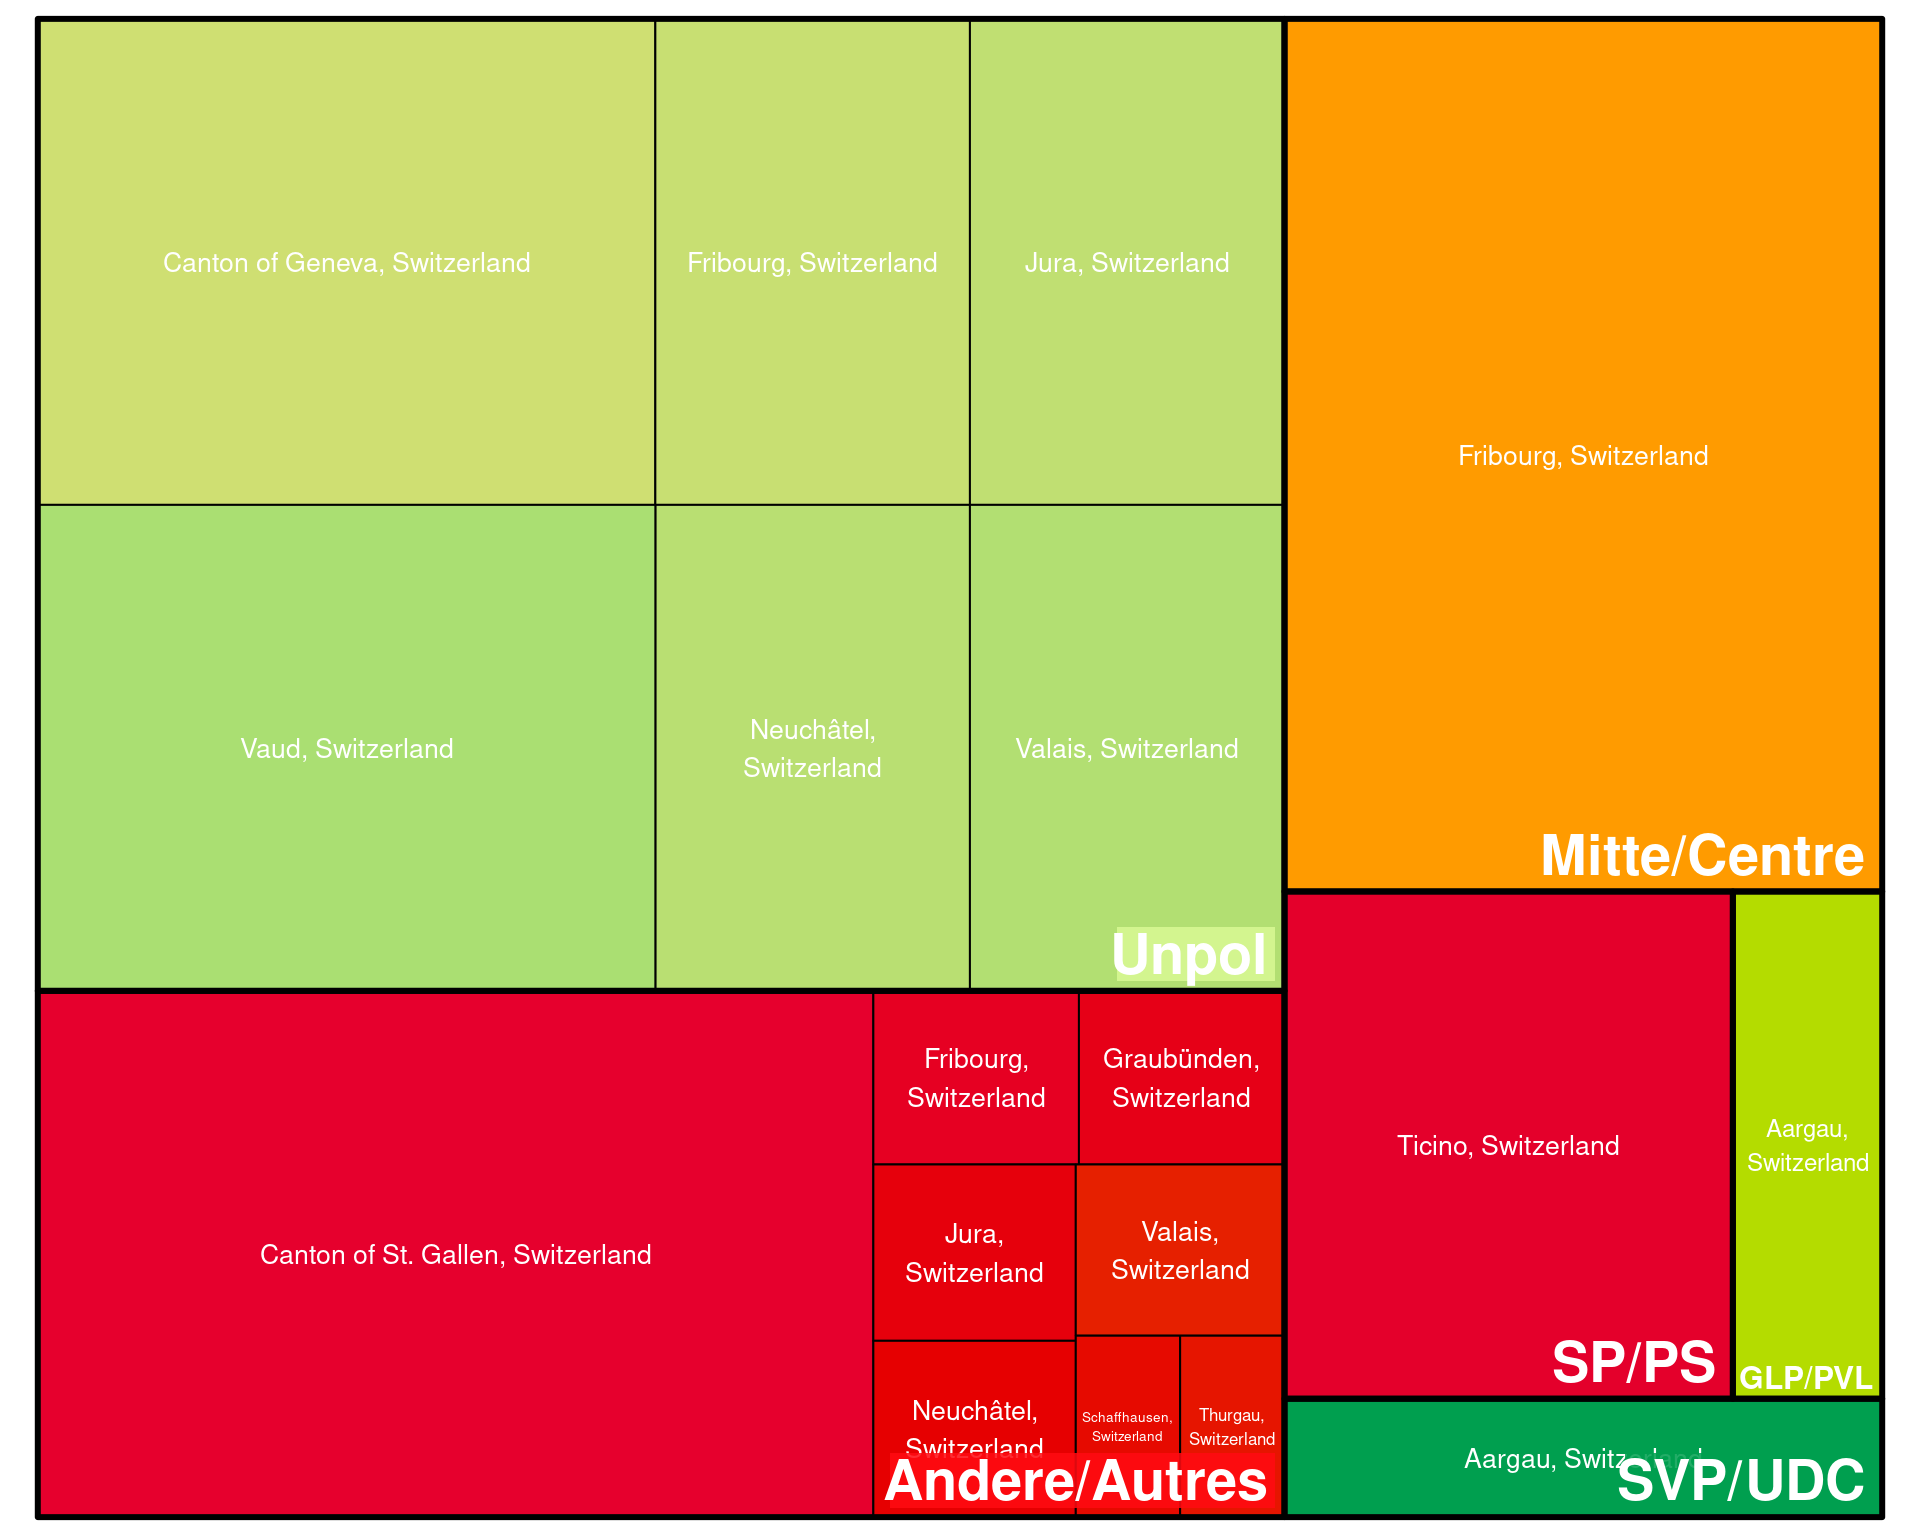 Canton of Geneva, Switzerland
Fribourg, Switzerland
Jura, Switzerland
Vaud, Switzerland
Neuchâtel,
Switzerland
Valais, Switzerland
Unpol
Canton of St. Gallen, Switzerland
Fribourg,
Switzerland
Graubünden,
Switzerland
Jura,
Switzerland
Valais,
Switzerland
Neuchâtel,
Switzerland
Schaffhausen,
Switzerland
Thurgau,
Switzerland
Andere/Autres
Fribourg, Switzerland
Mitte/Centre
Ticino, Switzerland
SP/PS
Aargau,
Switzerland
GLP/PVL
Aargau, Switzerland
SVP/UDC